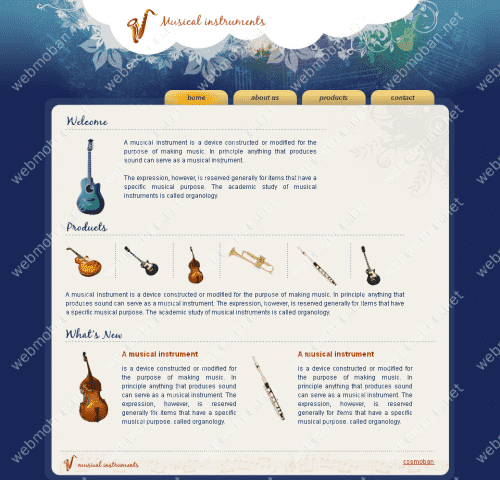 Musical instruments
home about us products contact
Welcome
A musical instrument is a device constructed or modified for the
purpose of making music. In principle anything that produces
sound can serve as a musical instrument.
The expression, however, is reserved generally for items that have a
specific musical purpose. The academic study of musical
instruments is called organology.
Products
A musical instrument is a device constructed or modified for the purpose of making music. In principle anything that
produces sound can serve as a musical instrument. The expression, however, is reserved generally for items that have
a specific musical purpose. The academic study of musical instruments is called organology.
What's New
A musical instrument
is a device constructed or modified for
the purpose of making music. In
principle anything that produces sound
can serve as a musical instrument. The
expression, however, is reserved
generally for items that have a specific
musical purpose. called organology.
A musical instrument
is a device constructed or modified for
the purpose of making music. In
principle anything that produces sound
can serve as a musical instrument. The
expression, however, is reserved
generally for items that have a specific
musical purpose. called organology.
musical instruments
cssmoban
webmoban.net